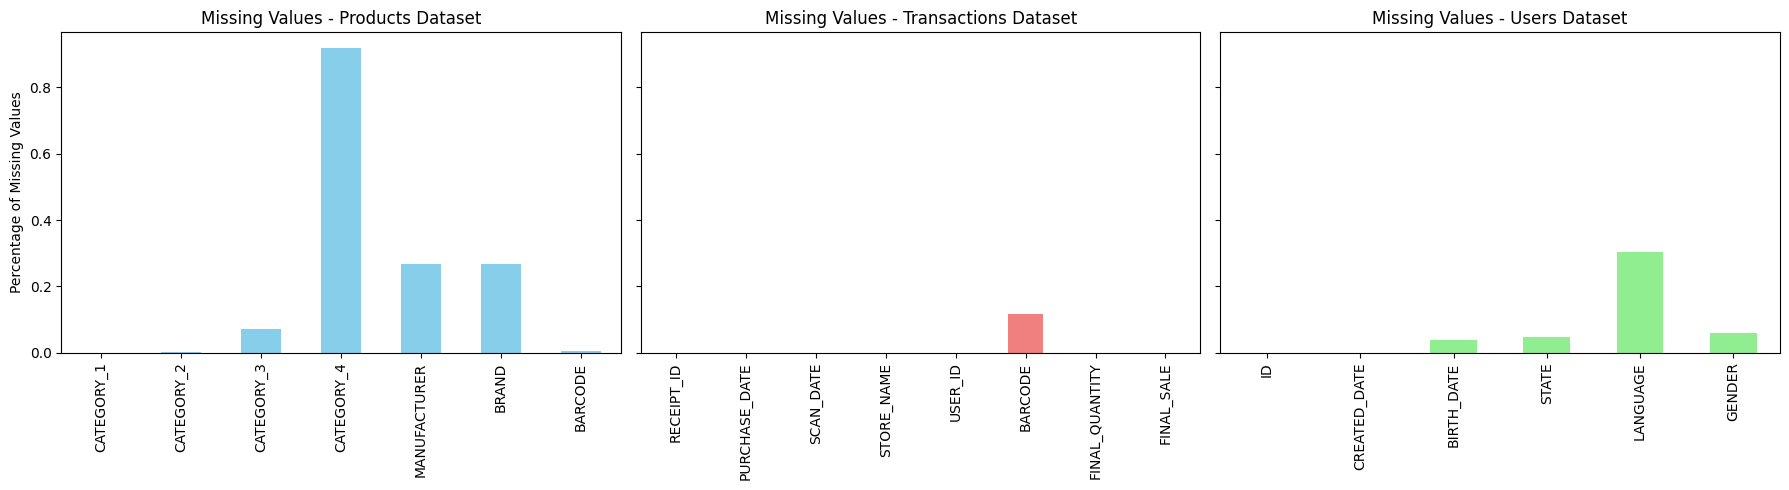 Missing Values - Products Dataset
Percentage of Missing Values
0.8
0.6
0.4
0.2
0.0
CATEGORY_1
CATEGORY_2
CATEGORY_3
CATEGORY_4
MANUFACTURER
BRAND
BARCODE
Missing Values - Transactions Dataset
RECEIPT_ID
PURCHASE_DATE
SCAN_DATE
STORE_NAME
USER_ID
BARCODE
FINAL_QUANTITY
FINAL_SALE
Missing Values - Users Dataset
ID
CREATED_DATE
BIRTH_DATE
STATE
LANGUAGE
GENDER